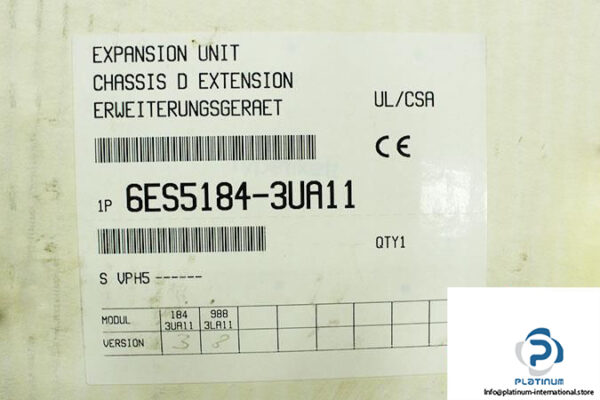 EXPANSION UNIT
CHASSIS D EXTENSION
ERWEITERUNGSGERAET
UL/CSA
CE
1P 6ES5184-3UA11
QTY1
S VPH5 ------
MODUL 184 988
3UA11 3LA11
VERSION 3 8
PLATINUM
Info@platinum-international.store